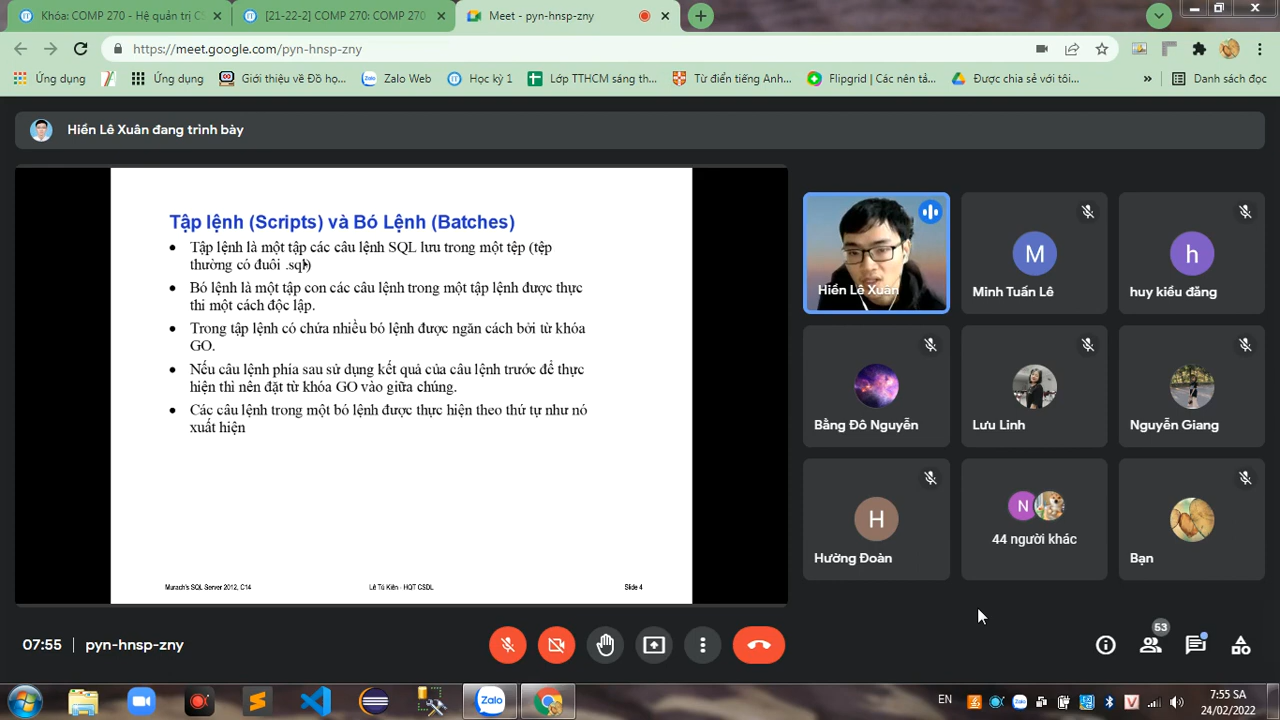 Khóa: COMP 270 - Hệ quản trị CS
[21-22-2] COMP 270: COMP 270
Meet - pyn-hnsp-zny
https://meet.google.com/pyn-hnsp-zny
Ứng dụng
Ứng dụng
Giới thiệu về Đồ họ...
Zalo Web
Học kỳ 1
Lớp TTHCM sáng th...
Từ điển tiếng Anh...
Flipgrid | Các nên tả...
Được chia sẻ với tôi...
»
Danh sách đọc
Hiển Lê Xuân đang trình bày
Tập lệnh (Scripts) và Bó Lệnh (Batches)
• Tập lệnh là một tập các câu lệnh SQL lưu trong một tệp (tệp
thường có đuôi .sql)
• Bó lệnh là một tập con các câu lệnh trong một tập lệnh được thực
thi một cách độc lập.
• Trong tập lệnh có chứa nhiều bó lệnh được ngăn cách bởi từ khóa
GO.
• Nếu câu lệnh phía sau sử dụng kết quả của câu lệnh trước để thực
hiện thì nên đặt từ khóa GO vào giữa chúng.
• Các câu lệnh trong một bó lệnh được thực hiện theo thứ tự như nó
xuất hiện
Murach's SQL Server 2012, C14
Lê Tú Kiên - HQT CSDL
Slide 4
Hiển Lê Xuân
M
Minh Tuấn Lê
h
huy kiều đăng
Bằng Đô Nguyễn
Lưu Linh
Nguyễn Giang
H
Hường Đoàn
N
44 người khác
Bạn
07:55 | pyn-hnsp-zny
53
Zalo
EN
7:55 SA
24/02/2022